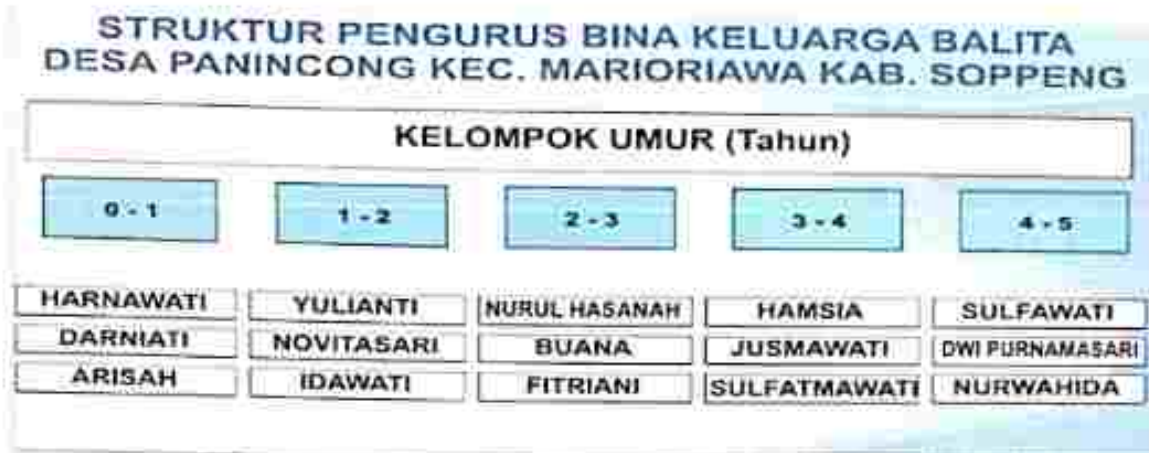 STRUKTUR PENGURUS BINA KELUARGA BALITA
DESA PANINCONG KEC. MARIORIAWA KAB. SOPPENG
KELOMPOK UMUR (Tahun)
0 - 1 1 - 2 2 - 3 3 - 4 4 - 5
HARNAWATI YULIANTI NURUL HASANAH HAMSIA SULFAWATI
DARNIATI NOVITASARI BUANA JUSMAWATI DWI PURNAMASARI
ARISAH IDAWATI FITRIANI SULFATMAWATI NURWAHIDA